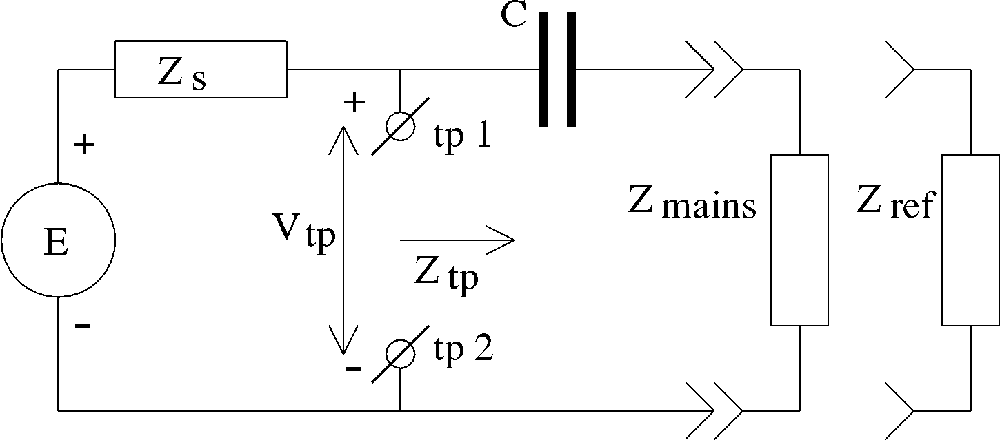 C
Z s
+
tp 1
+
Z mains
Z ref
V tp
E
Z tp
-
tp 2
-